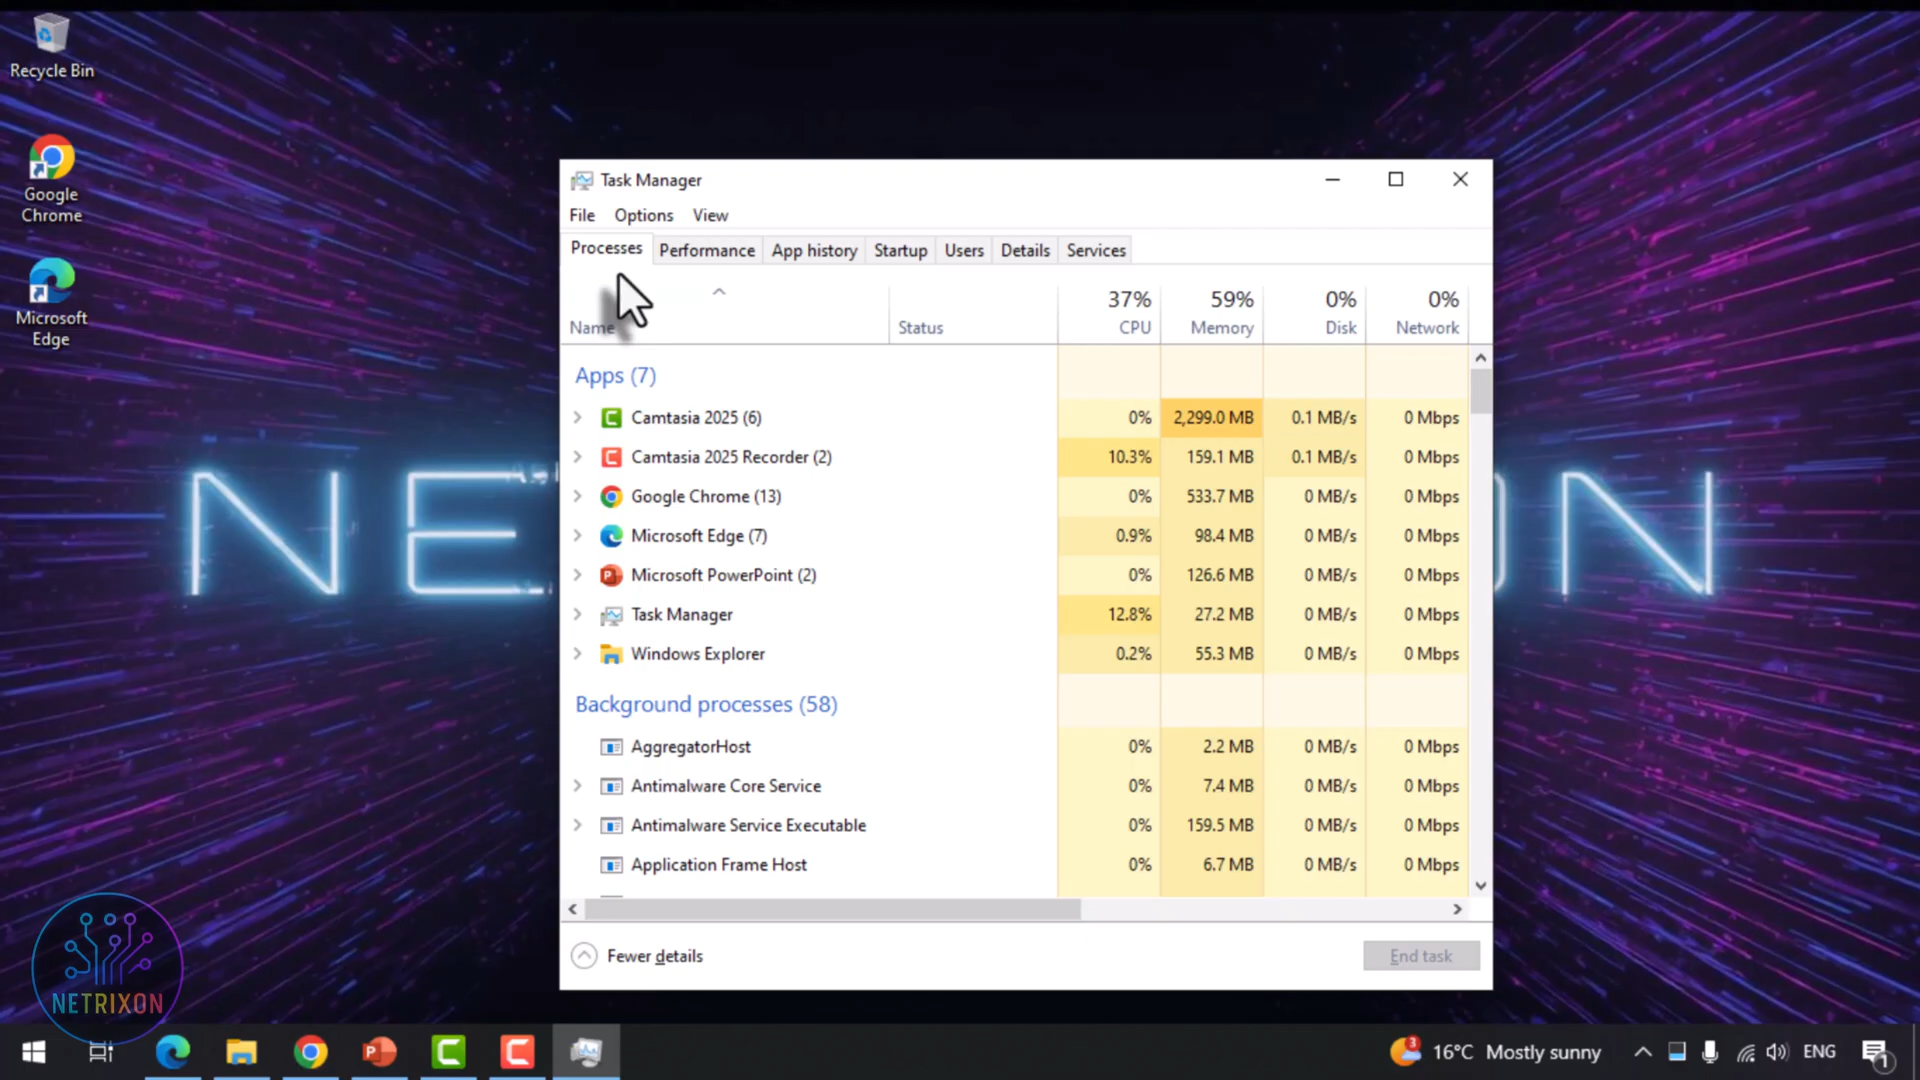 Recycle Bin
Google
Chrome
Microsoft
Edge
NE
ON
NETRIXON
Task Manager
File Options View
Processes Performance App history Startup Users Details Services
37% 59% 0% 0%
Name Status CPU Memory Disk Network
Apps (7)
Camtasia 2025 (6) 0% 2,299.0 MB 0.1 MB/s 0 Mbps
Camtasia 2025 Recorder (2) 10.3% 159.1 MB 0.1 MB/s 0 Mbps
Google Chrome (13) 0% 533.7 MB 0 MB/s 0 Mbps
Microsoft Edge (7) 0.9% 98.4 MB 0 MB/s 0 Mbps
Microsoft PowerPoint (2) 0% 126.6 MB 0 MB/s 0 Mbps
Task Manager 12.8% 27.2 MB 0 MB/s 0 Mbps
Windows Explorer 0.2% 55.3 MB 0 MB/s 0 Mbps
Background processes (58)
AggregatorHost 0% 2.2 MB 0 MB/s 0 Mbps
Antimalware Core Service 0% 7.4 MB 0 MB/s 0 Mbps
Antimalware Service Executable 0% 159.5 MB 0 MB/s 0 Mbps
Application Frame Host 0% 6.7 MB 0 MB/s 0 Mbps
Fewer details End task
3 16°C Mostly sunny ENG 1